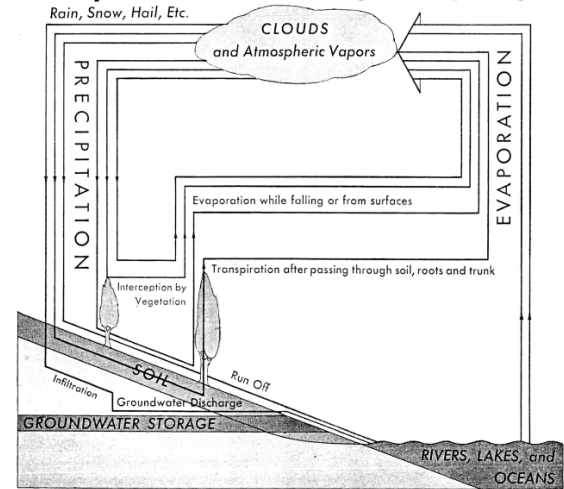 Rain, Snow, Hail, Etc.
CLOUDS
and Atmospheric Vapors
PRECIPITATION
EVAPORATION
Evaporation while falling or from surfaces
Transpiration after passing through soil, roots and trunk
Interception by
Vegetation
SOIL
Run Off
Infiltration
Groundwater Discharge
GROUNDWATER STORAGE
RIVERS, LAKES, and
OCEANS